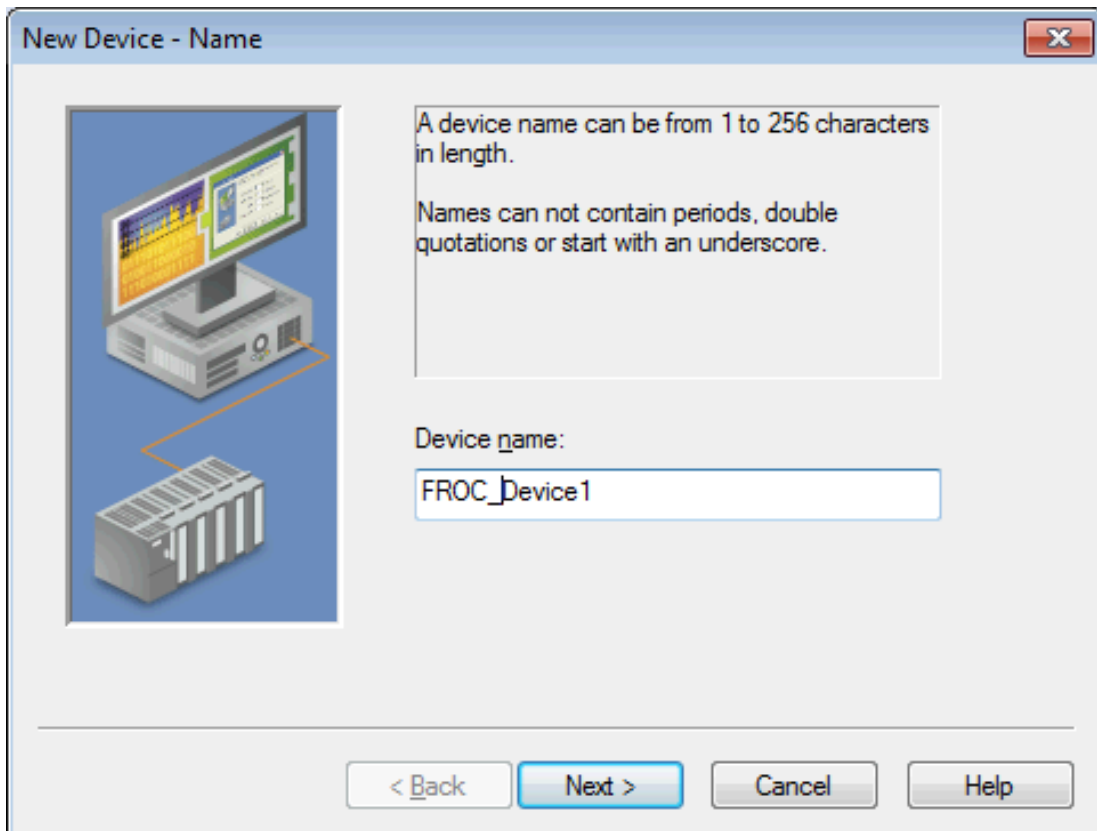 New Device - Name
A device name can be from 1 to 256 characters
in length.
Names can not contain periods, double
quotations or start with an underscore.
Device name:
FROC_Device1
< Back
Next >
Cancel
Help